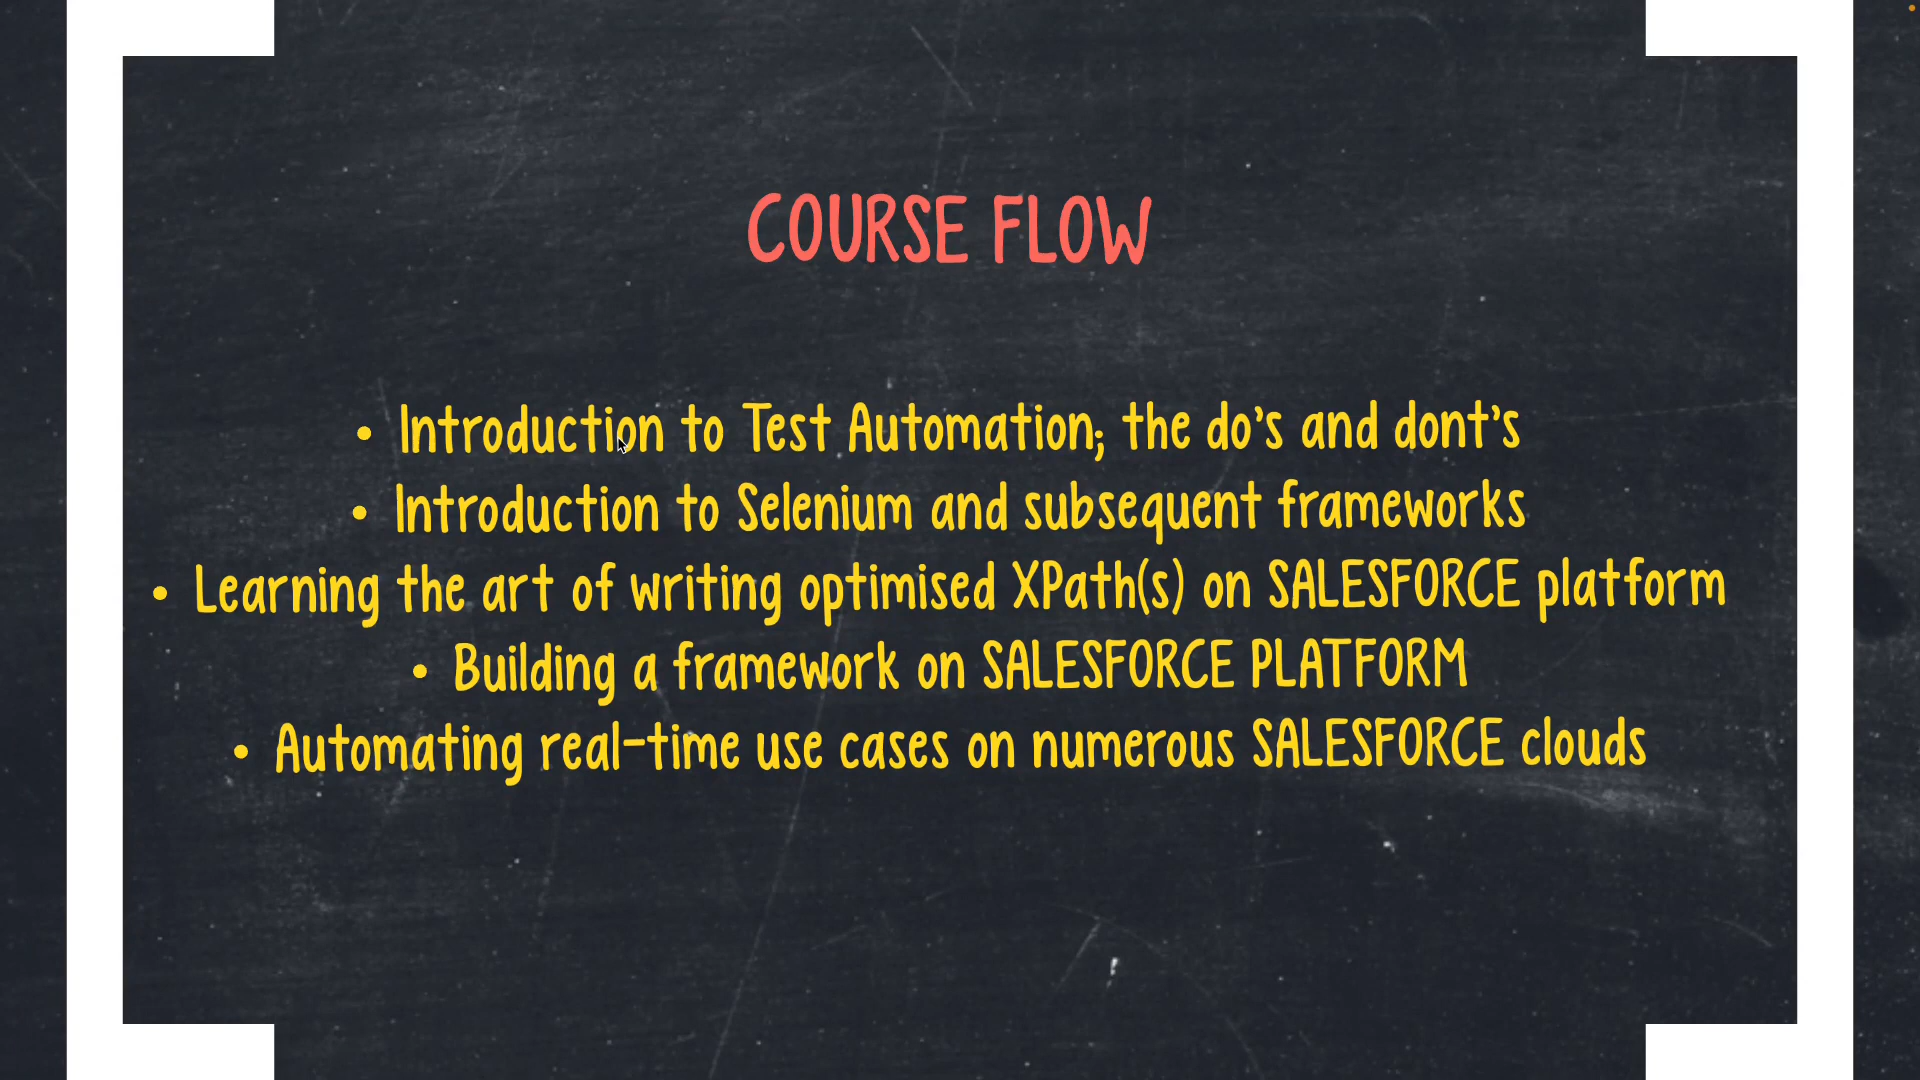 COURSE FLOW
• Introduction to Test Automation; the do's and dont's
• Introduction to Selenium and subsequent frameworks
• Learning the art of writing optimised XPath(s) on SALESFORCE platform
• Building a framework on SALESFORCE PLATFORM
• Automating real-time use cases on numerous SALESFORCE clouds